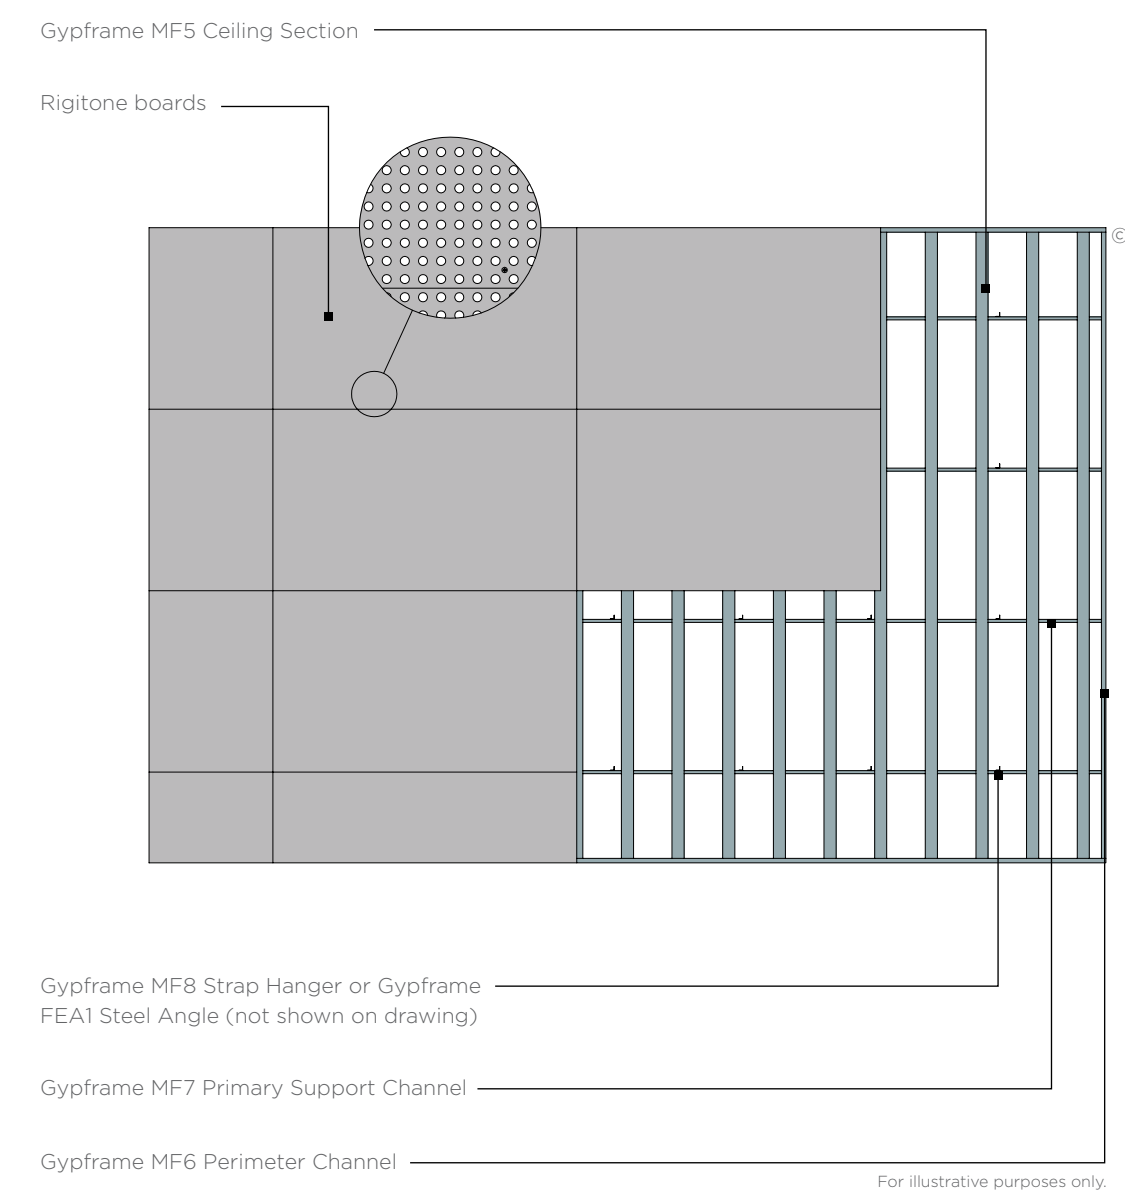 Gypframe MF5 Ceiling Section
Rigitone boards
©
Gypframe MF8 Strap Hanger or Gypframe
FEA1 Steel Angle (not shown on drawing)
Gypframe MF7 Primary Support Channel
Gypframe MF6 Perimeter Channel
For illustrative purposes only.